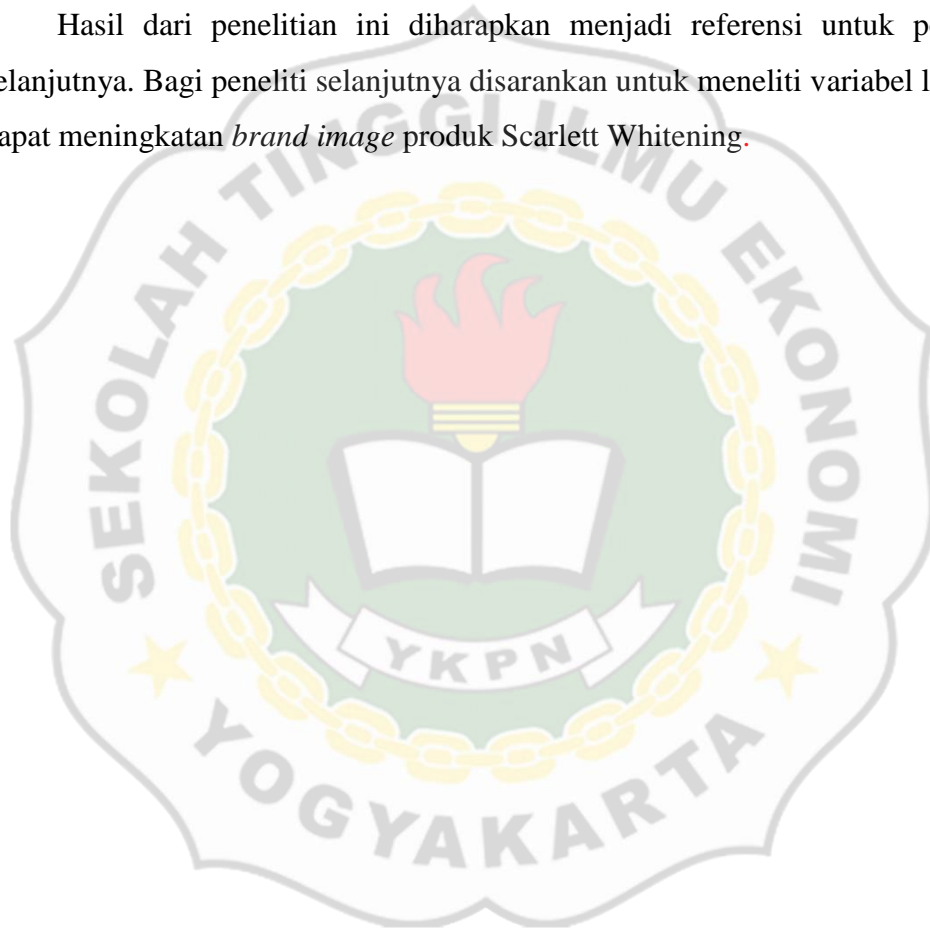 Hasil dari penelitian ini diharapkan menjadi referensi untuk
elanjutnya. Bagi peneliti selanjutnya disarankan untuk meneliti variabel
apat meningkatan brand image produk Scarlett Whitening.
SEKOLAH TINGGI ILMU EKONOMI
YKPN
YOGYAKARTA